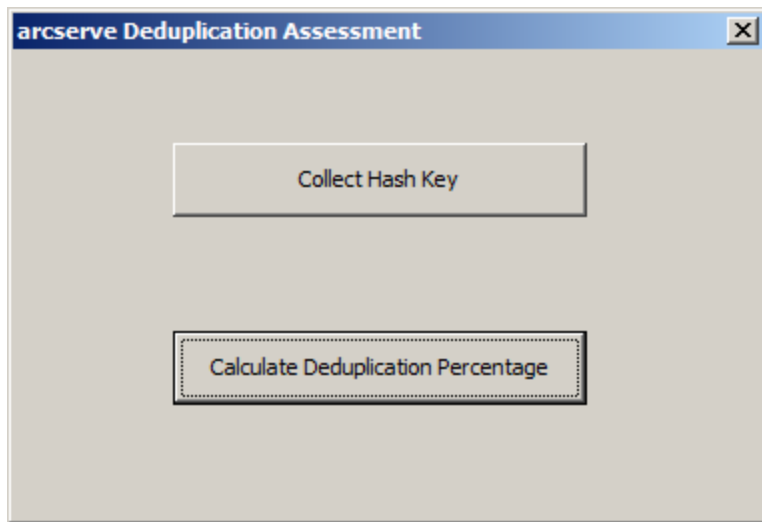 arcserve Deduplication Assessment
Collect Hash Key
Calculate Deduplication Percentage